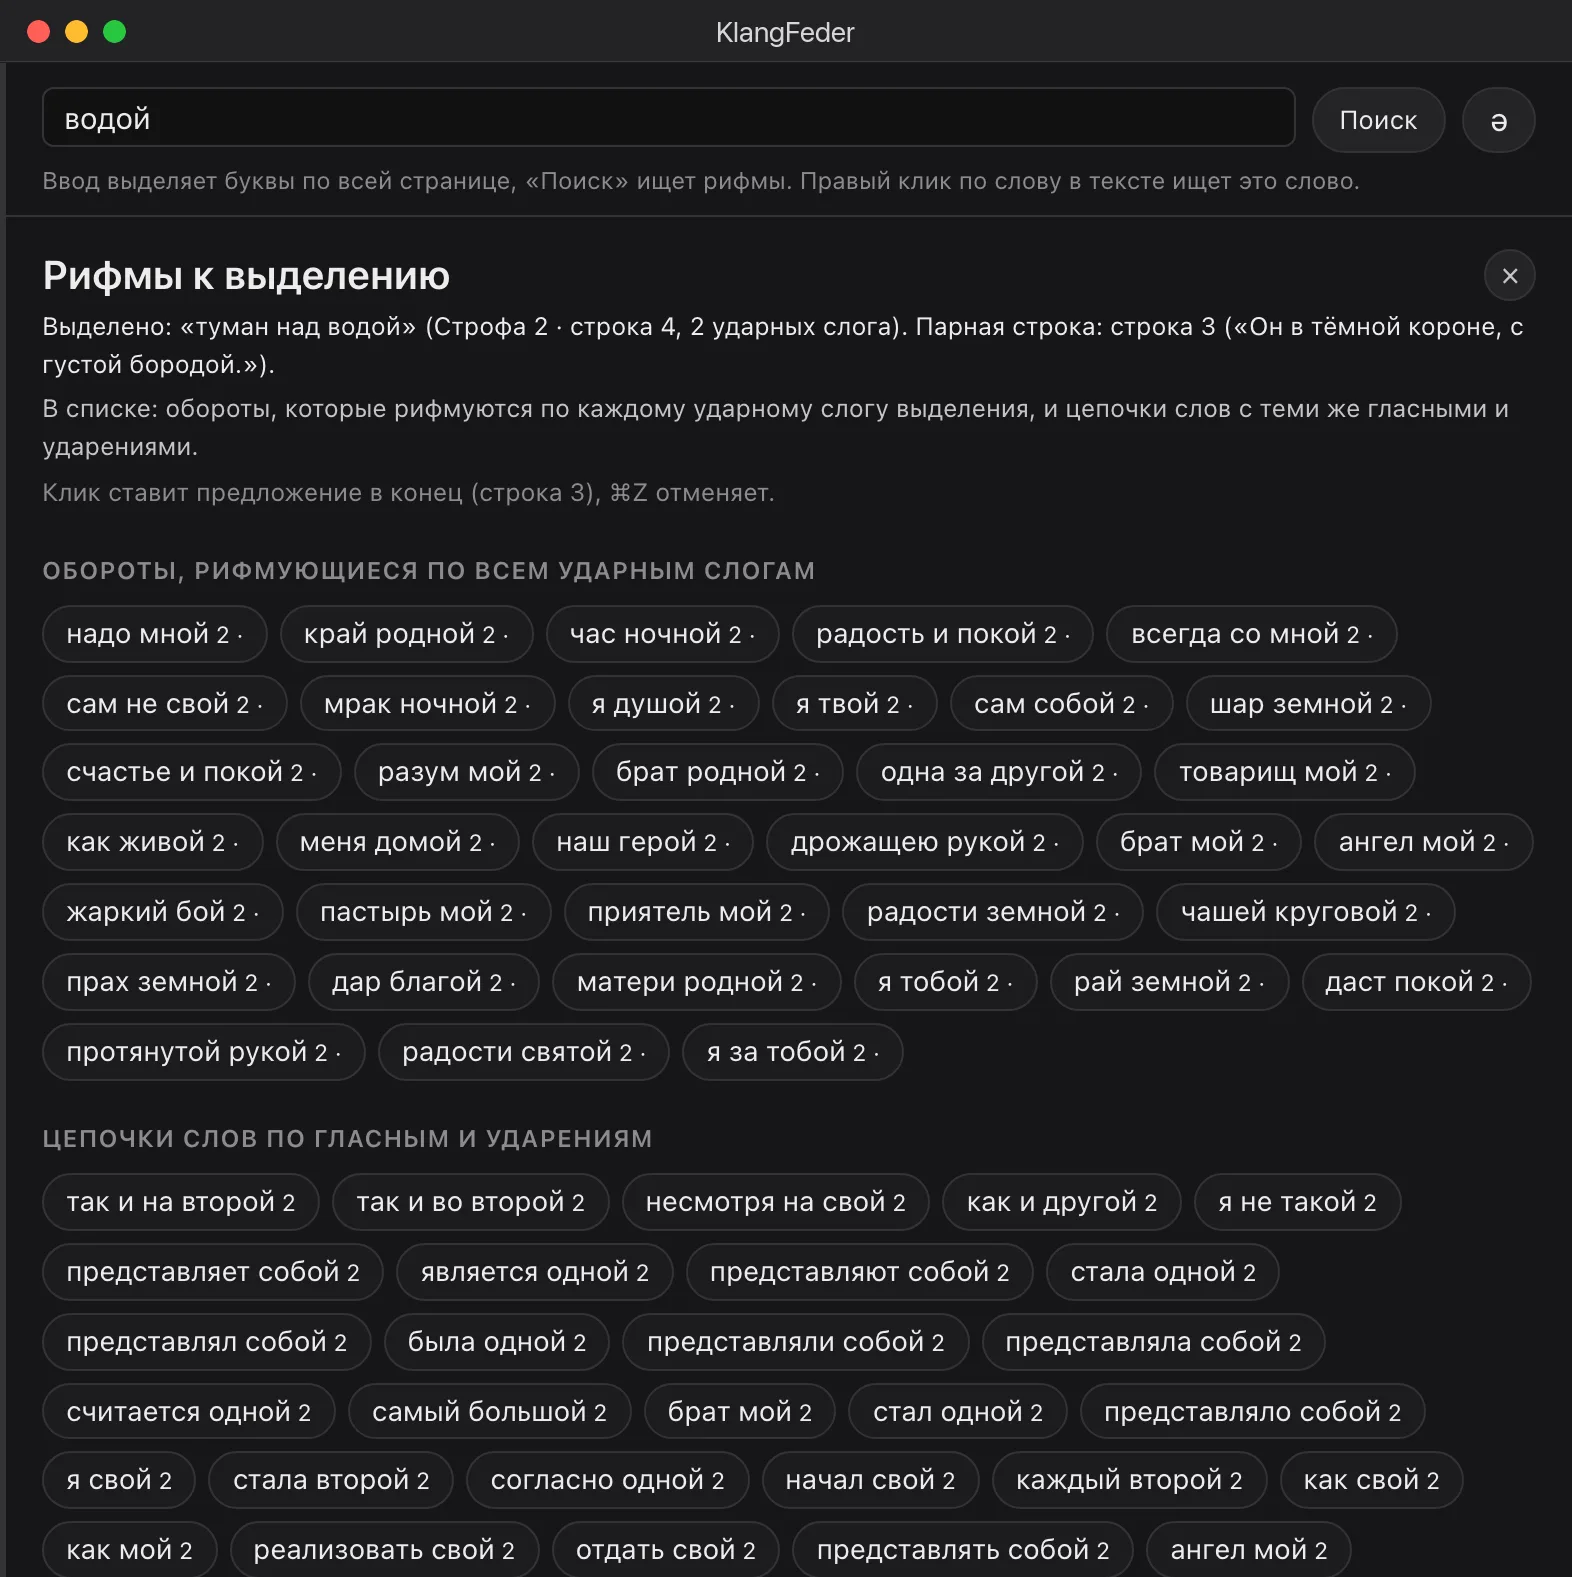 KlangFeder
водой Поиск ə
Ввод выделяет буквы по всей странице, «Поиск» ищет рифмы. Правый клик по слову в тексте ищет это слово.
Рифмы к выделению ×
Выделено: «туман над водой» (Строфа 2 · строка 4, 2 ударных слога). Парная строка: строка 3 («Он в тёмной короне, с
густой бородой.»).
В списке: обороты, которые рифмуются по каждому ударному слогу выделения, и цепочки слов с теми же гласными и
ударениями.
Клик ставит предложение в конец (строка 3), ⌘Z отменяет.
ОБОРОТЫ, РИФМУЮЩИЕСЯ ПО ВСЕМ УДАРНЫМ СЛОГАМ
надо мной 2 · край родной 2 · час ночной 2 · радость и покой 2 · всегда со мной 2 ·
сам не свой 2 · мрак ночной 2 · я душой 2 · я твой 2 · сам собой 2 · шар земной 2 ·
счастье и покой 2 · разум мой 2 · брат родной 2 · одна за другой 2 · товарищ мой 2 ·
как живой 2 · меня домой 2 · наш герой 2 · дрожащею рукой 2 · брат мой 2 · ангел мой 2 ·
жаркий бой 2 · пастырь мой 2 · приятель мой 2 · радости земной 2 · чашей круговой 2 ·
прах земной 2 · дар благой 2 · матери родной 2 · я тобой 2 · рай земной 2 · даст покой 2 ·
протянутой рукой 2 · радости святой 2 · я за тобой 2 ·
ЦЕПОЧКИ СЛОВ ПО ГЛАСНЫМ И УДАРЕНИЯМ
так и на второй 2 так и во второй 2 несмотря на свой 2 как и другой 2 я не такой 2
представляет собой 2 является одной 2 представляют собой 2 стала одной 2
представлял собой 2 была одной 2 представляли собой 2 представляла собой 2
считается одной 2 самый большой 2 брат мой 2 стал одной 2 представляло собой 2
я свой 2 стала второй 2 согласно одной 2 начал свой 2 каждый второй 2 как свой 2
как мой 2 реализовать свой 2 отдать свой 2 представлять собой 2 ангел мой 2